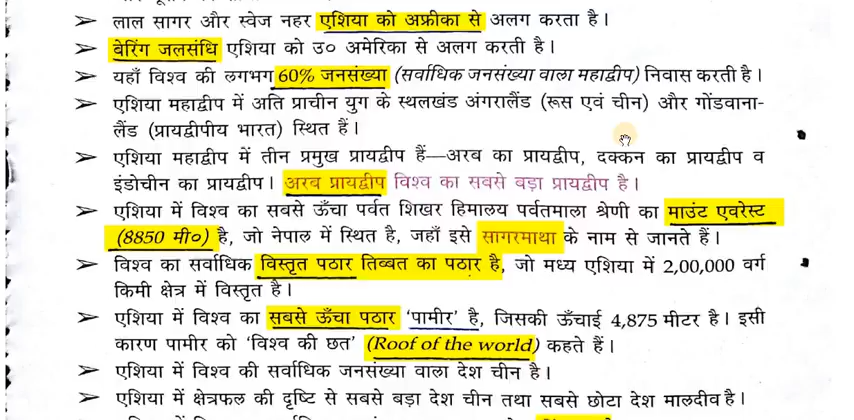 ➢ लाल सागर और स्वेज नहर एशिया को अफ्रीका से अलग करता है।
➢ बेरिंग जलसंधि एशिया को उ० अमेरिका से अलग करती है।
➢ यहाँ विश्व की लगभग 60% जनसंख्या (सर्वाधिक जनसंख्या वाला महाद्वीप) निवास करती है।
➢ एशिया महाद्वीप में अति प्राचीन युग के स्थलखंड अंगरालैंड (रूस एवं चीन) और गोंडवाना-
लैंड (प्रायद्वीपीय भारत) स्थित हैं।
➢ एशिया महाद्वीप में तीन प्रमुख प्रायद्वीप हैं—अरब का प्रायद्वीप, दक्कन का प्रायद्वीप व
इंडोचीन का प्रायद्वीप। अरब प्रायद्वीप विश्व का सबसे बड़ा प्रायद्वीप है।
➢ एशिया में विश्व का सबसे ऊँचा पर्वत शिखर हिमालय पर्वतमाला श्रेणी का माउंट एवरेस्ट
(8850 मी०) है, जो नेपाल में स्थित है, जहाँ इसे सागरमाथा के नाम से जानते हैं।
➢ विश्व का सर्वाधिक विस्तृत पठार तिब्बत का पठार है, जो मध्य एशिया में 2,00,000 वर्ग
किमी क्षेत्र में विस्तृत है।
➢ एशिया में विश्व का सबसे ऊँचा पठार 'पामीर' है, जिसकी ऊँचाई 4,875 मीटर है। इसी
कारण पामीर को 'विश्व की छत' (Roof of the world) कहते हैं।
➢ एशिया में विश्व की सर्वाधिक जनसंख्या वाला देश चीन है।
➢ एशिया में क्षेत्रफल की दृष्टि से सबसे बड़ा देश चीन तथा सबसे छोटा देश मालदीव है।